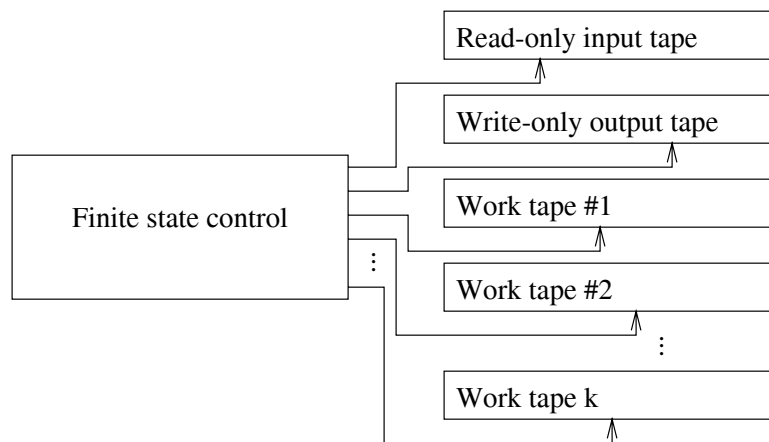 Read-only input tape
Write-only output tape
Finite state control
Work tape #1
...
Work tape #2
...
Work tape k